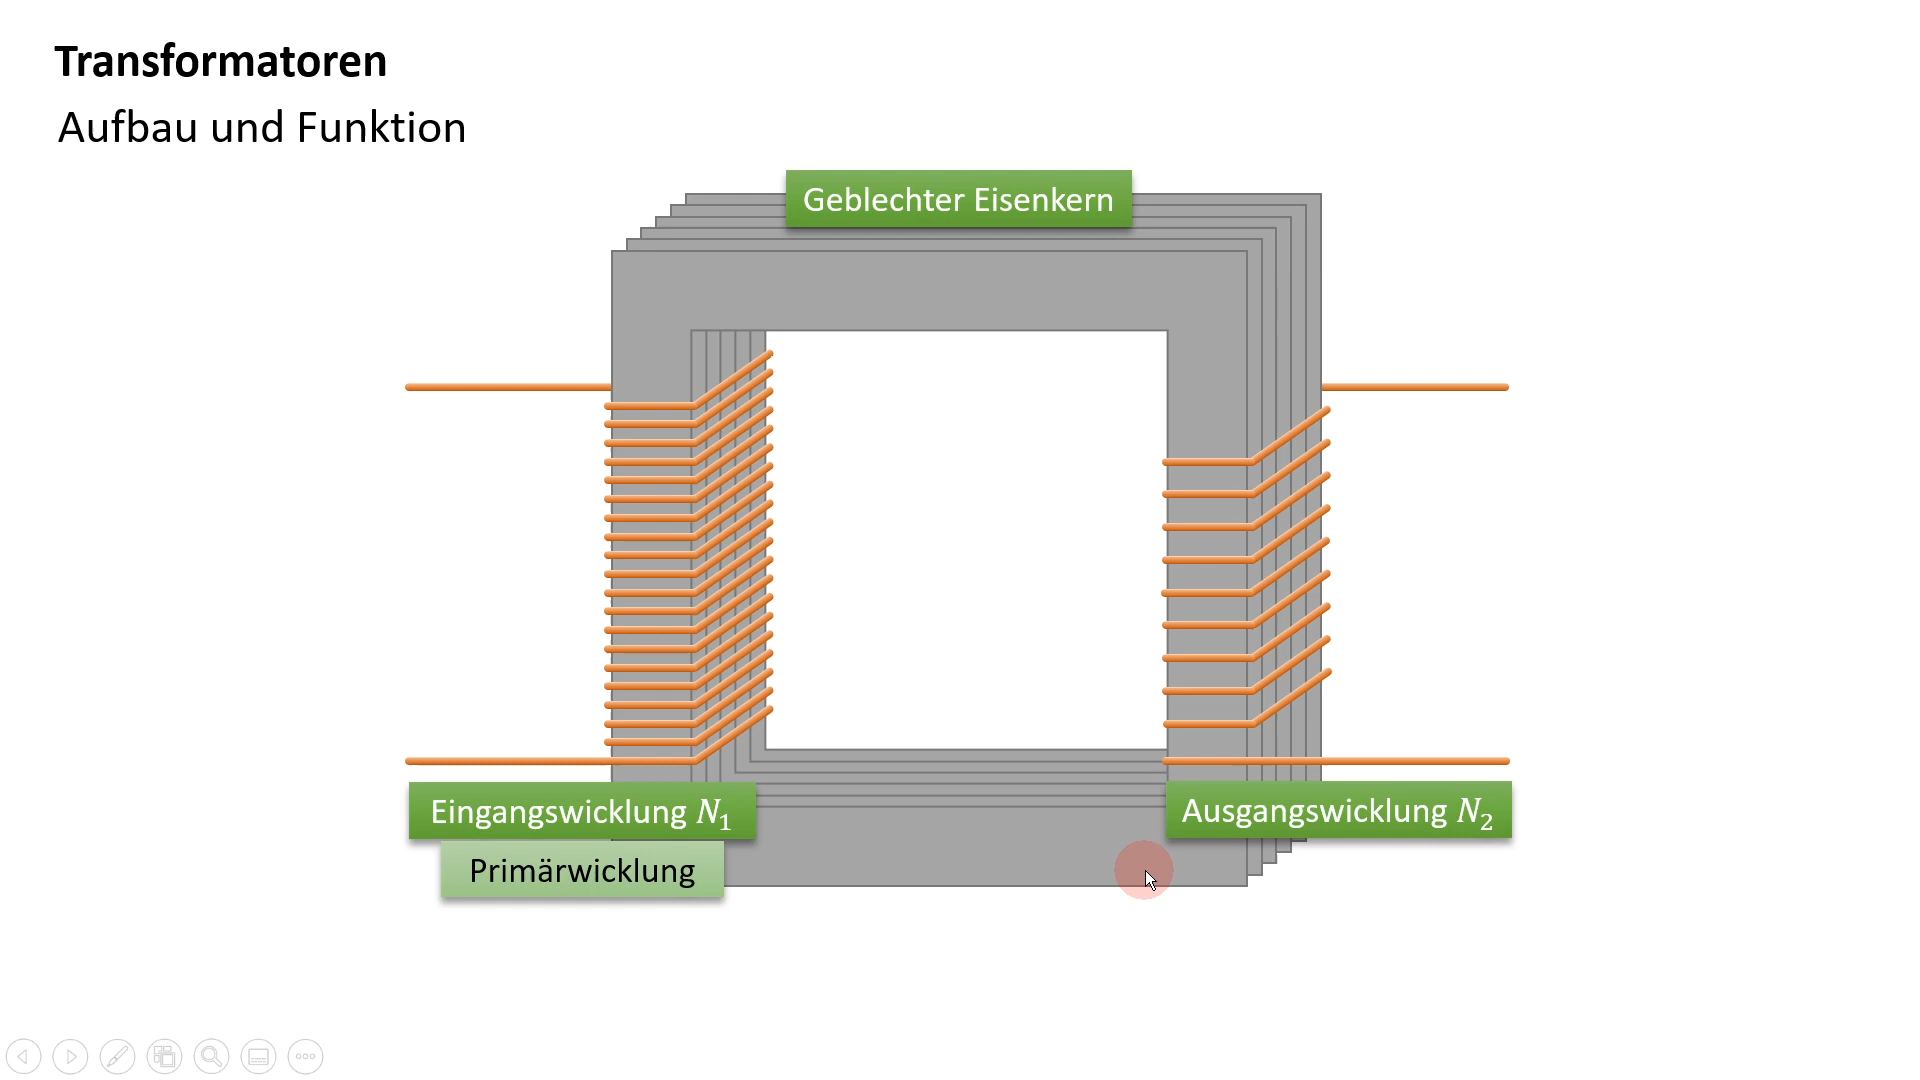 Transformatoren
Aufbau und Funktion
Geblechter Eisenkern
Eingangswicklung N₁
Ausgangswicklung N₂
Primärwicklung